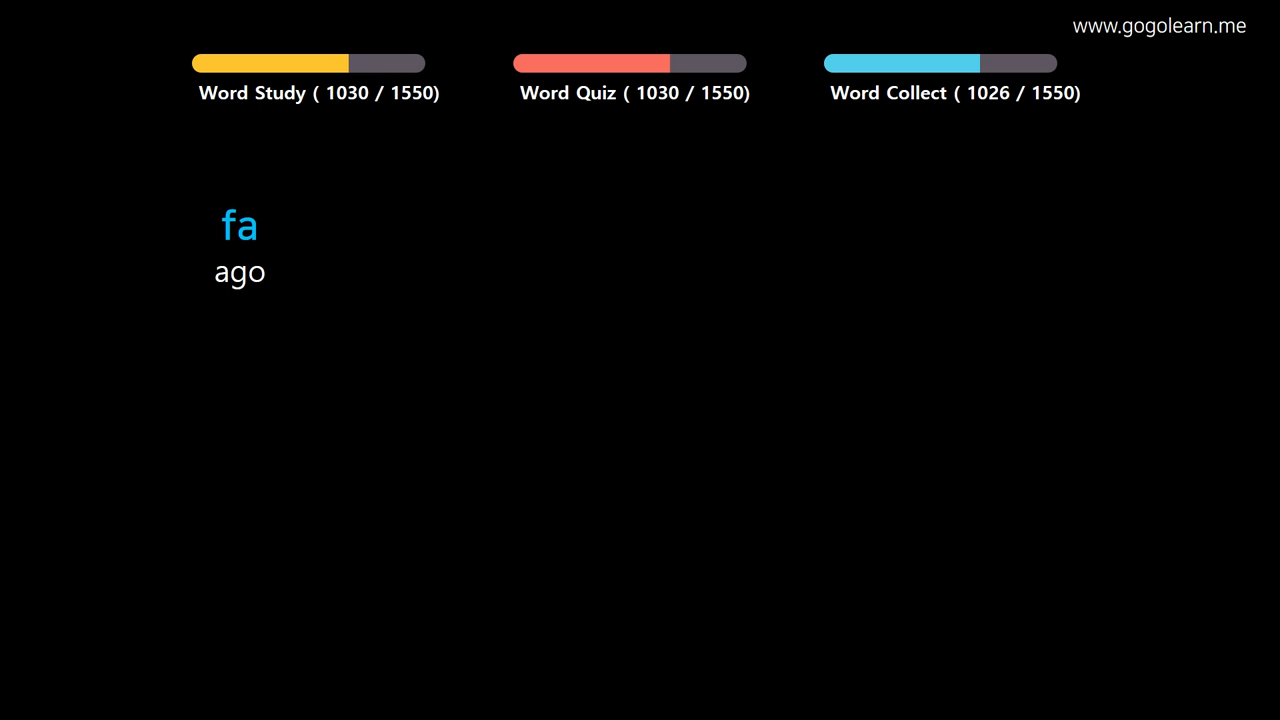 www.gogolearn.me
Word Study ( 1030 / 1550)
Word Quiz ( 1030 / 1550)
Word Collect ( 1026 / 1550)
fa
ago